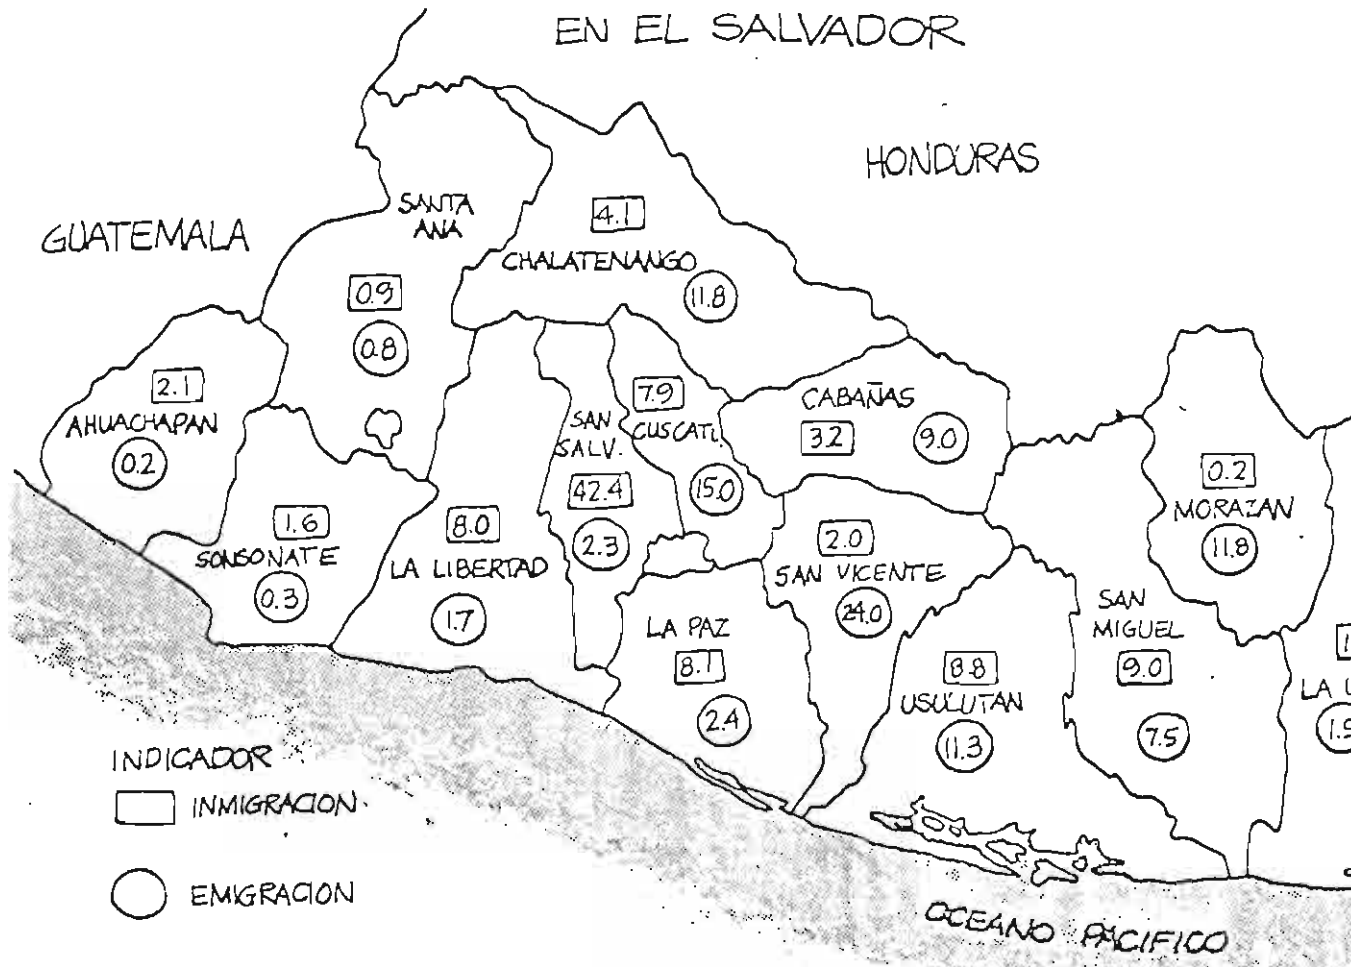 EN EL SALVADOR
HONDURAS
GUATEMALA
SANTA
ANA
0.9
0.8
4.1
CHALATENANGO
11.8
2.1
AHUACHAPAN
0.2
1.6
SONSONATE
0.3
8.0
LA LIBERTAD
1.7
SAN
SALV.
42.4
2.3
7.9
CUSCATL.
15.0
CABAÑAS
3.2
9.0
2.0
SAN VICENTE
24.0
LA PAZ
8.1
2.4
8.8
USULUTAN
11.3
SAN
MIGUEL
9.0
7.5
0.2
MORAZAN
11.8
LA
INDICADOR
INMIGRACION
EMIGRACION
OCEANO PACIFICO